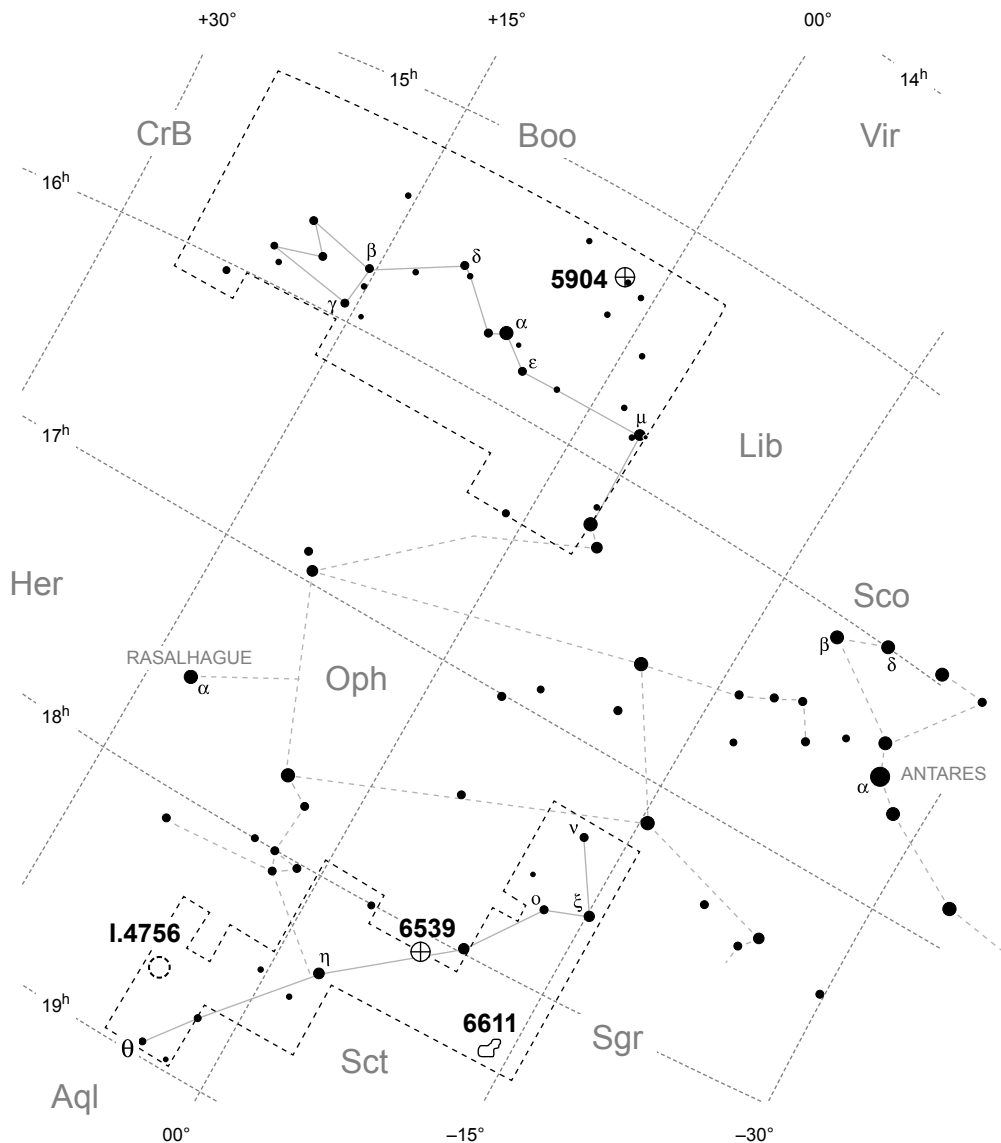 +30°
+15°
00°
15h
14h
CrB
Boo
Vir
16h
β
δ
5904
γ
α
ε
μ
17h
Lib
Her
Sco
β
δ
RASALHAGUE
α
Oph
18h
ANTARES
α
ν
ο
ξ
I.4756
6539
η
19h
6611
θ
Sct
Sgr
Aql
00°
–15°
–30°